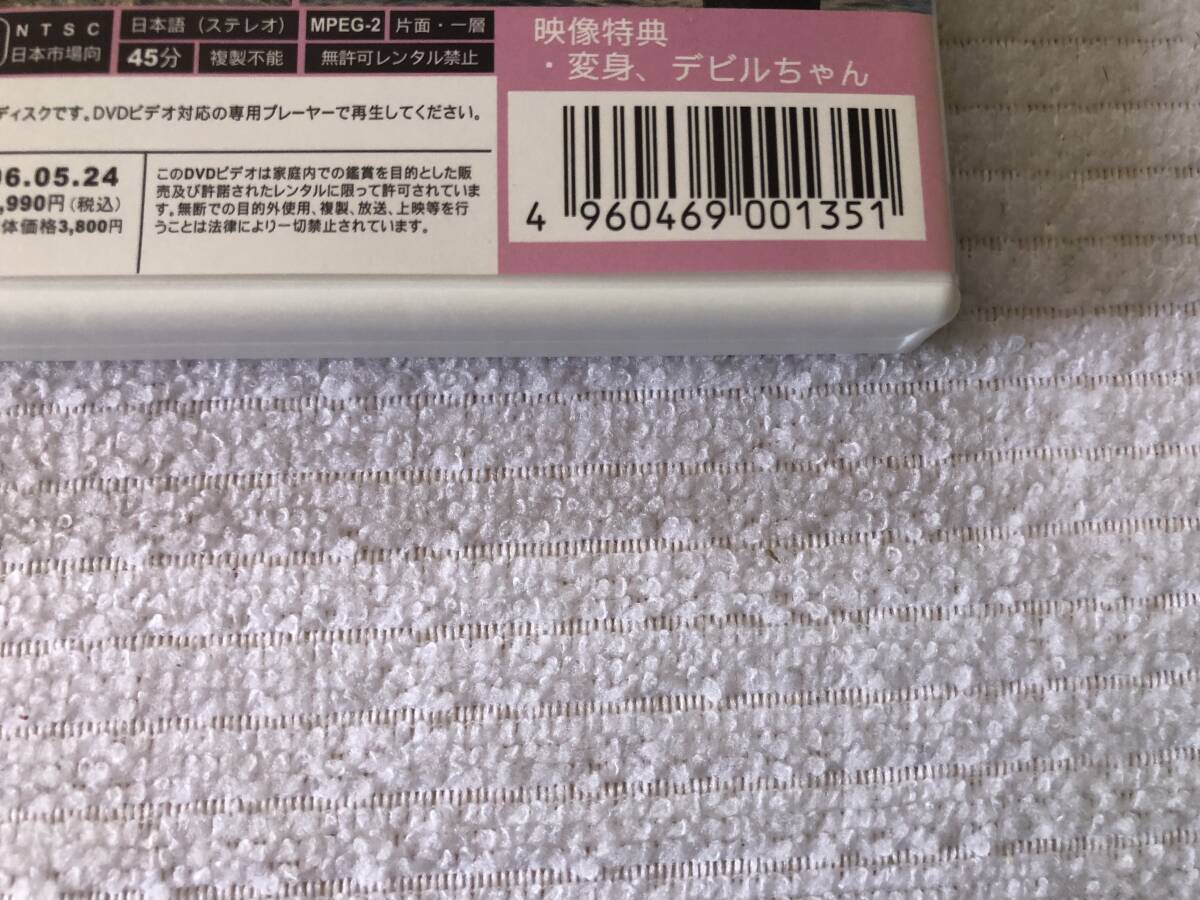 NTSC
日本市場向
日本語（ステレオ）
MPEG-2
片面・一層
45分
複製不能
無許可レンタル禁止
映像特典
・変身、デビルちゃん
ディスクです。DVDビデオ対応の専用プレーヤーで再生してください。
06.05.24
,990円（税込）
体価格3,800円
このDVDビデオは家庭内での鑑賞を目的とした販
売及び許諾されたレンタルに限って許可されていま
す。無断での目的外使用、複製、放送、上映等を行
うことは法律により一切禁止されています。
4 960469 001351